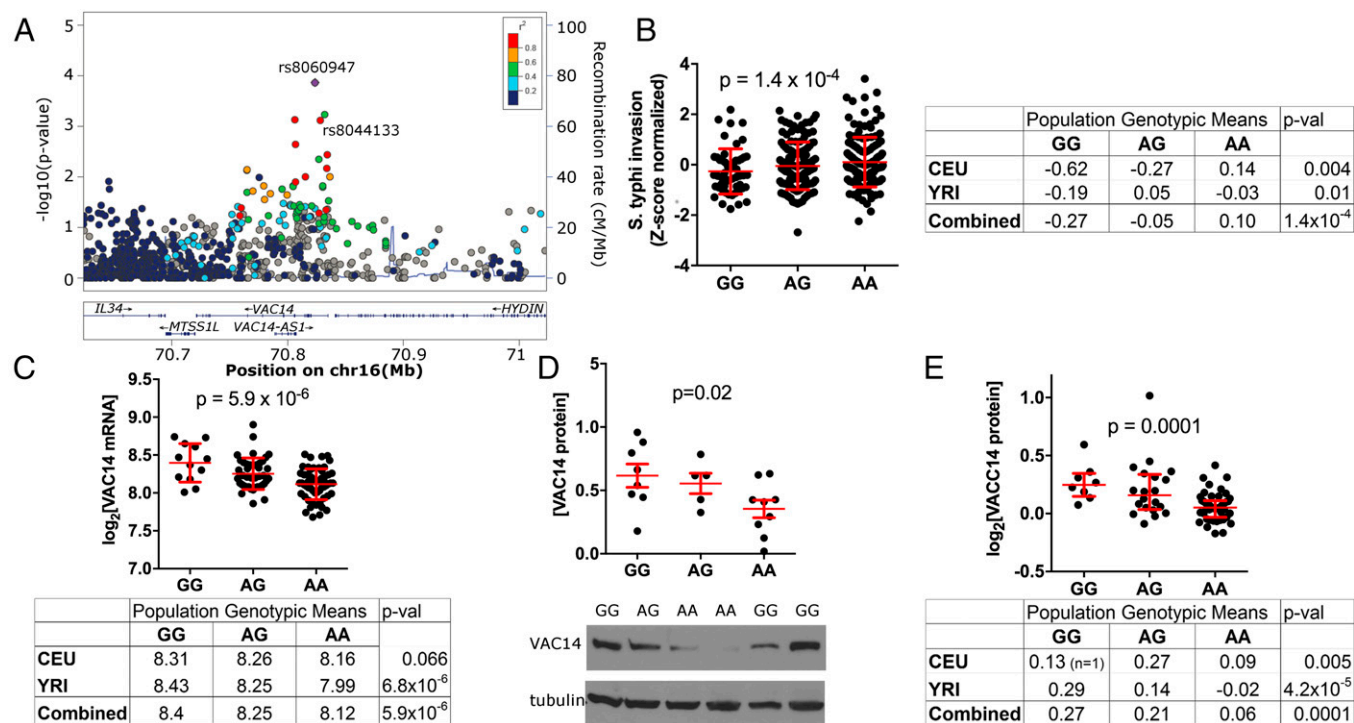 A
5
4
3
2
1
0
-log10(p-value)
100
80
60
40
20
0
Recombination rate (cM/Mb)
r²
0.8
0.6
0.4
0.2
rs8060947
rs8044133
IL34→
←MTSS1L
←VAC14
VAC14-AS1→
←HYDIN
70.7
70.8
70.9
71
Position on chr16(Mb)
B
4
2
0
-2
-4
S. typhi invasion
(Z-score normalized)
p = 1.4 x 10-4
GG AG AA
Population Genotypic Means p-val
GG AG AA
CEU -0.62 -0.27 0.14 0.004
YRI -0.19 0.05 -0.03 0.01
Combined -0.27 -0.05 0.10 1.4x10-4
C
9.5
9.0
8.5
8.0
7.5
7.0
log2[VAC14 mRNA]
p = 5.9 x 10-6
GG AG AA
Population Genotypic Means p-val
GG AG AA
CEU 8.31 8.26 8.16 0.066
YRI 8.43 8.25 7.99 6.8x10-6
Combined 8.4 8.25 8.12 5.9x10-6
D
5
1.0
0.5
0.0
[VAC14 protein]
p=0.02
GG AG AA
GG AG AA AA GG GG
VAC14
tubulin
E
1.5
1.0
0.5
0.0
-0.5
log2[VACC14 protein]
p = 0.0001
GG AG AA
Population Genotypic Means p-val
GG AG AA
CEU 0.13 (n=1) 0.27 0.09 0.005
YRI 0.29 0.14 -0.02 4.2x10-5
Combined 0.27 0.21 0.06 0.0001